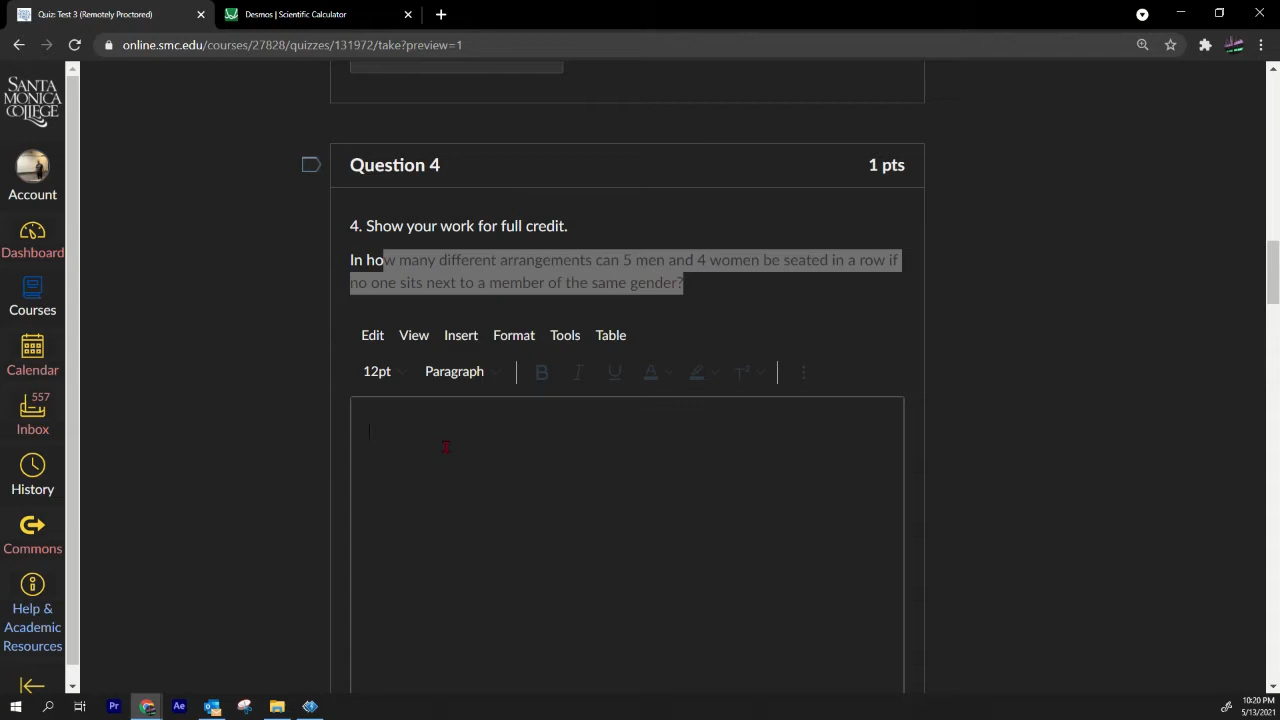 Quiz: Test 3 (Remotely Proctored)
Desmos | Scientific Calculator
online.smc.edu/courses/27828/quizzes/131972/take?preview=1
SANTA
MONICA
COLLEGE
Account
Dashboard
Courses
Calendar
557
Inbox
History
Commons
Help &
Academic
Resources
Question 4
1 pts
4. Show your work for full credit.
In how many different arrangements can 5 men and 4 women be seated in a row if
no one sits next to a member of the same gender?
Edit View Insert Format Tools Table
12pt Paragraph B I U A T²
Pr
Ae
10:20 PM
5/13/2021